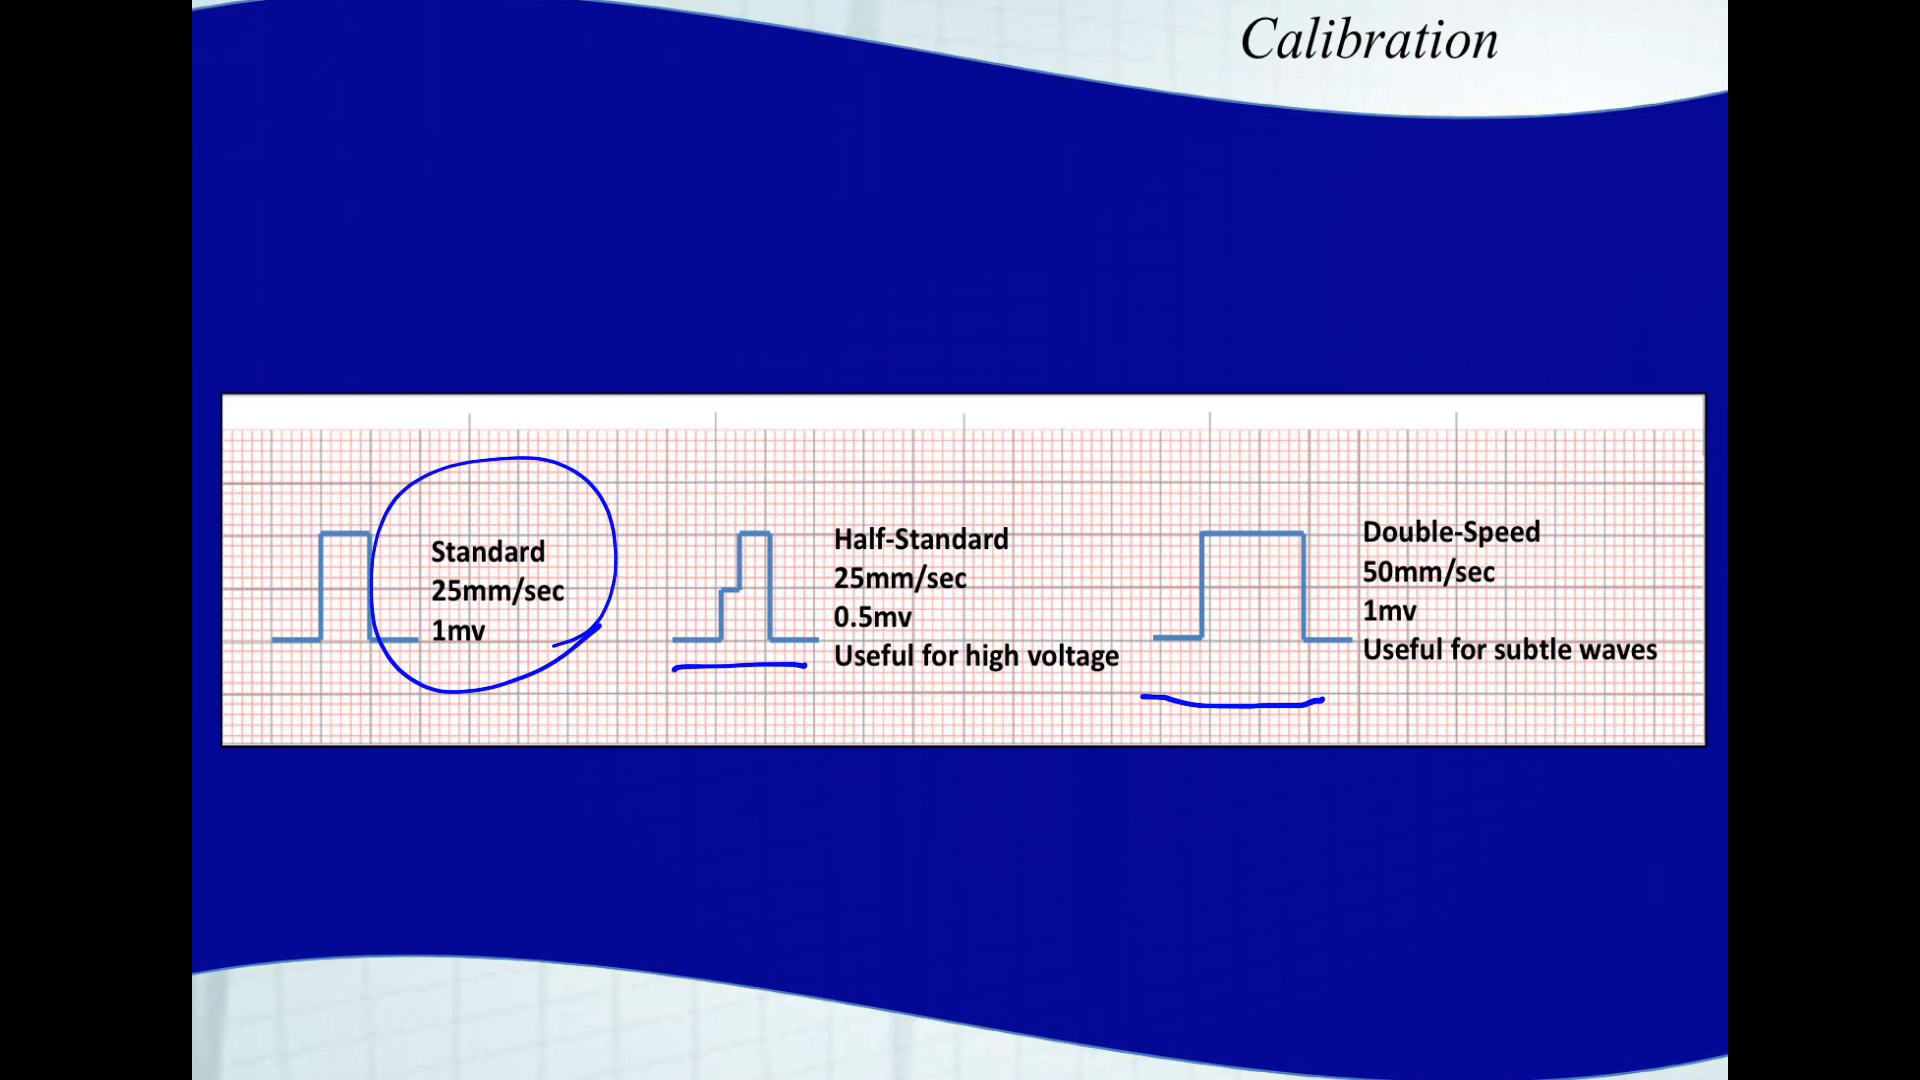 Calibration
Standard
25mm/sec
1mv
Half-Standard
25mm/sec
0.5mv
Useful for high voltage
Double-Speed
50mm/sec
1mv
Useful for subtle waves